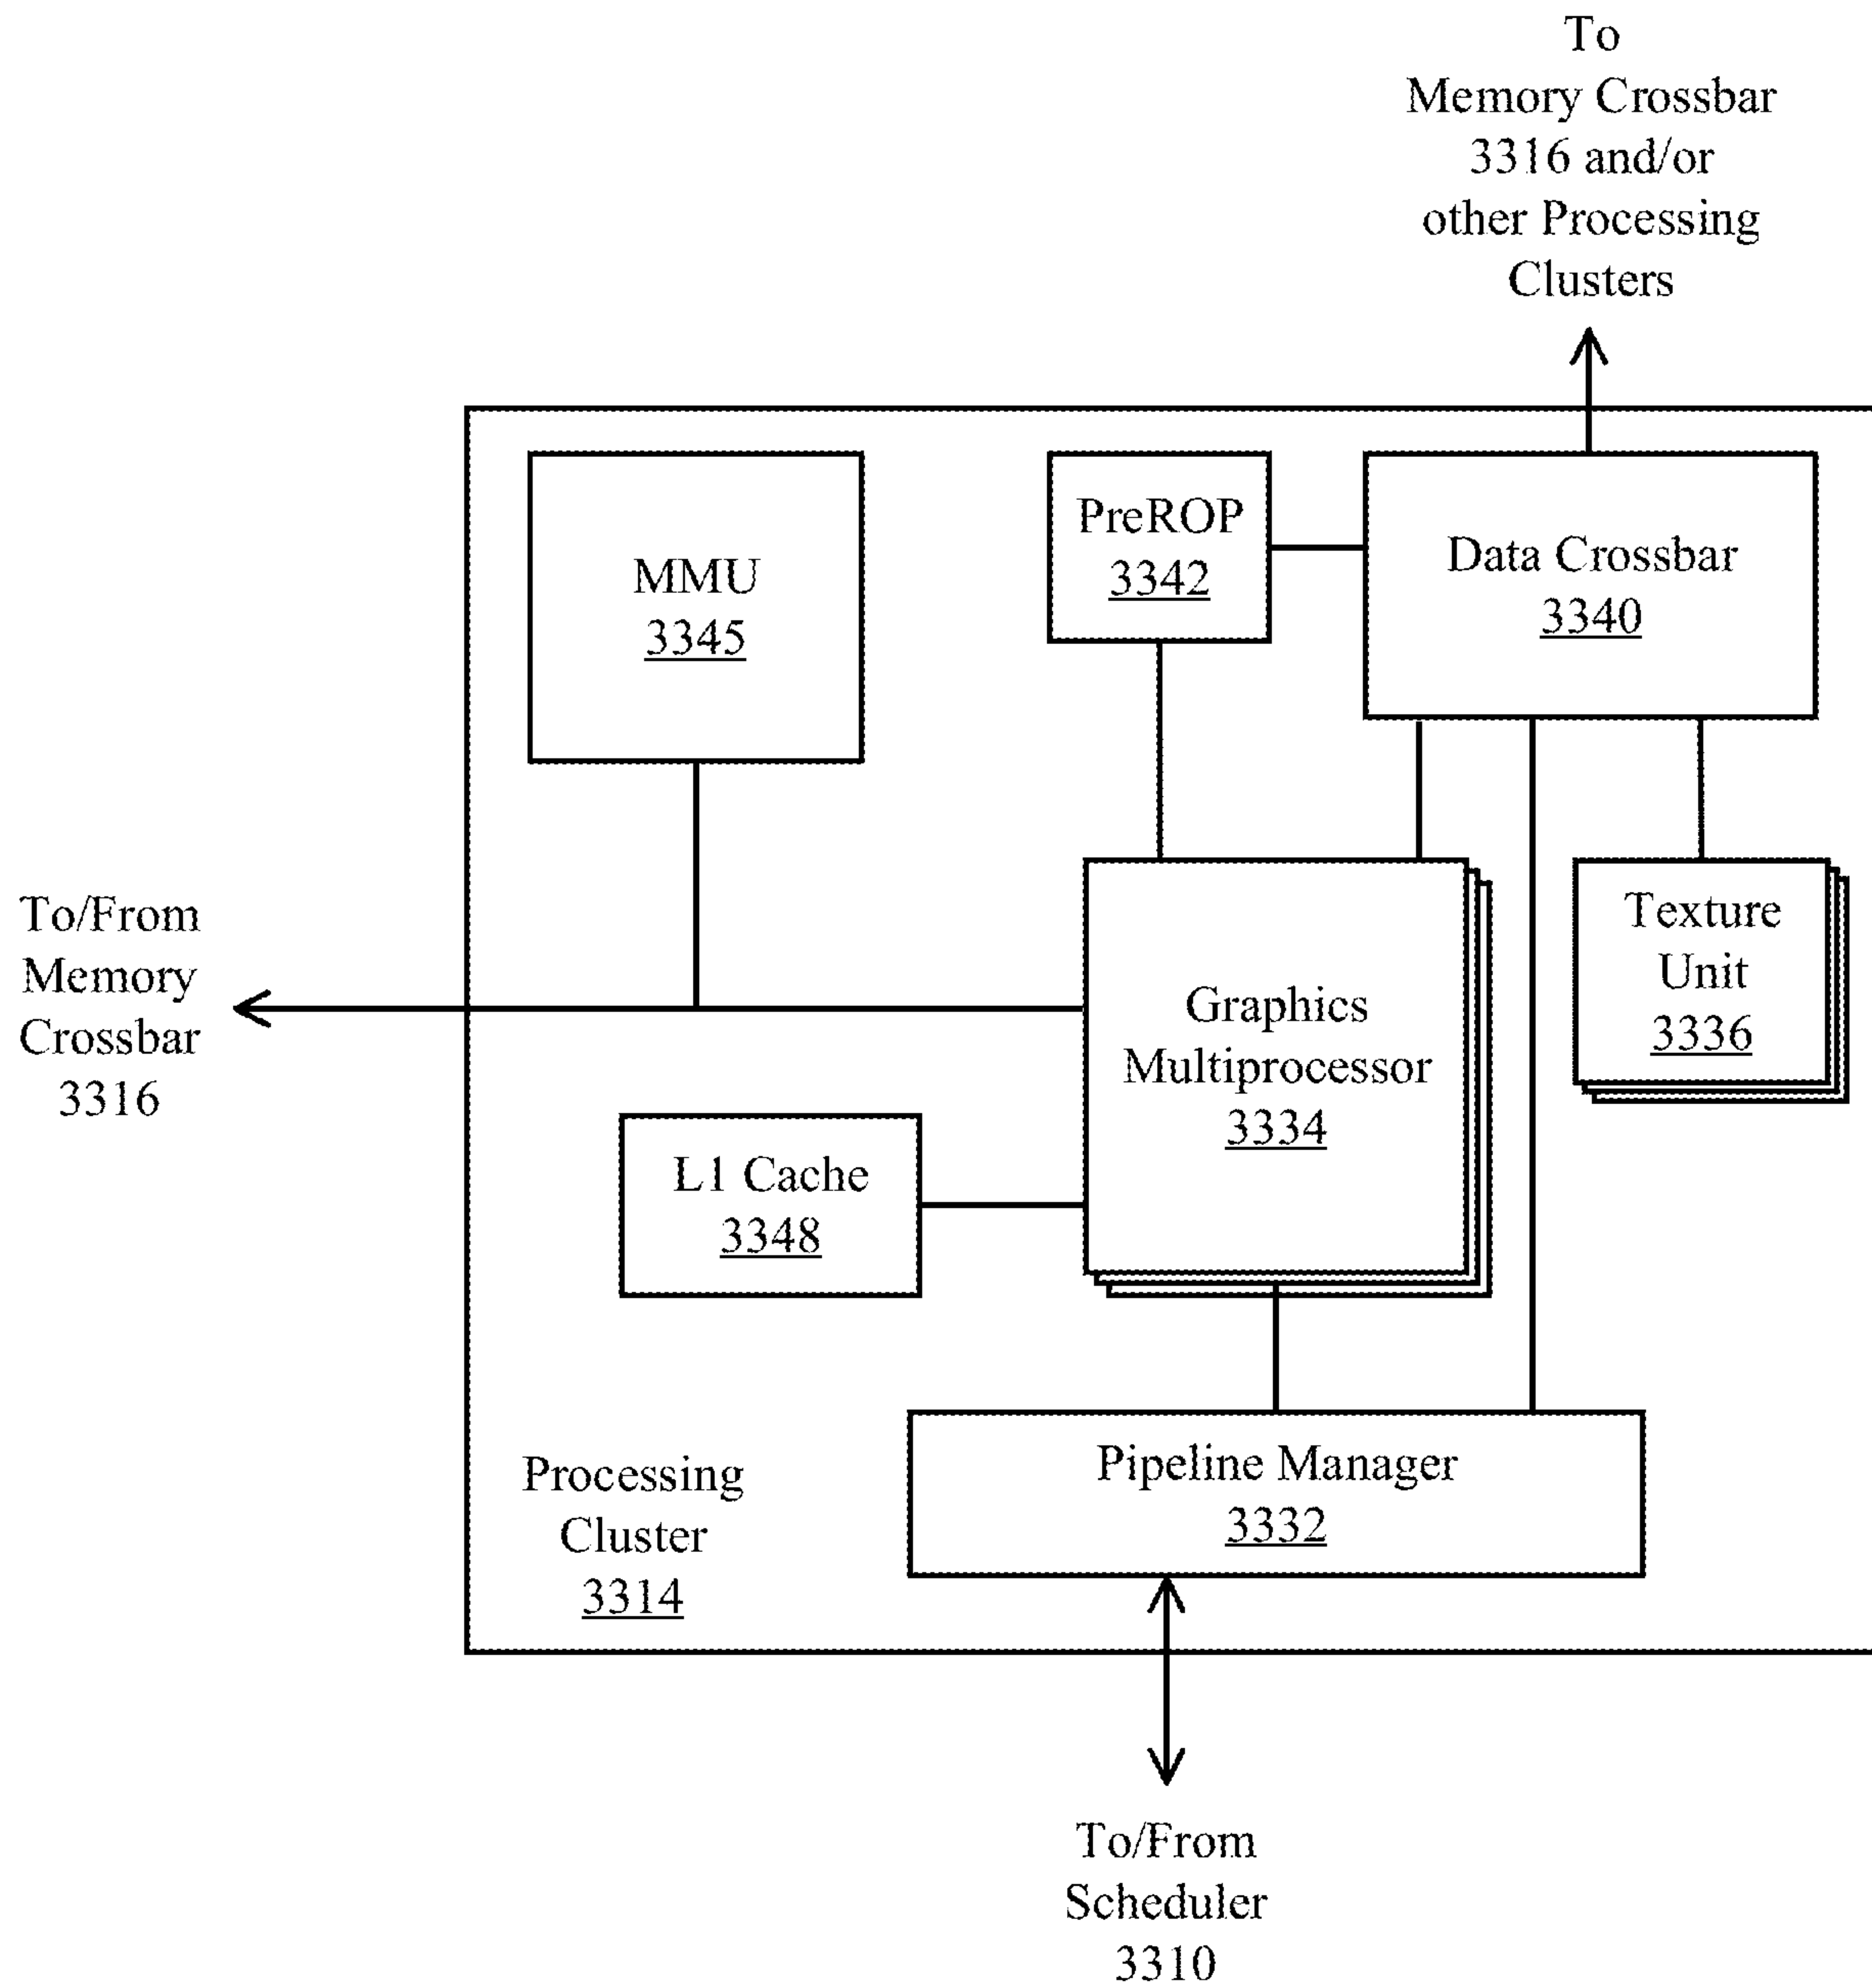 To
Memory Crossbar
3316 and/or
other Processing
Clusters
MMU
3345
PreROP
3342
Data Crossbar
3340
To/From
Memory
Crossbar
3316
Graphics
Multiprocessor
3334
Texture
Unit
3336
L1 Cache
3348
Pipeline Manager
3332
Processing
Cluster
3314
To/From
Scheduler
3310